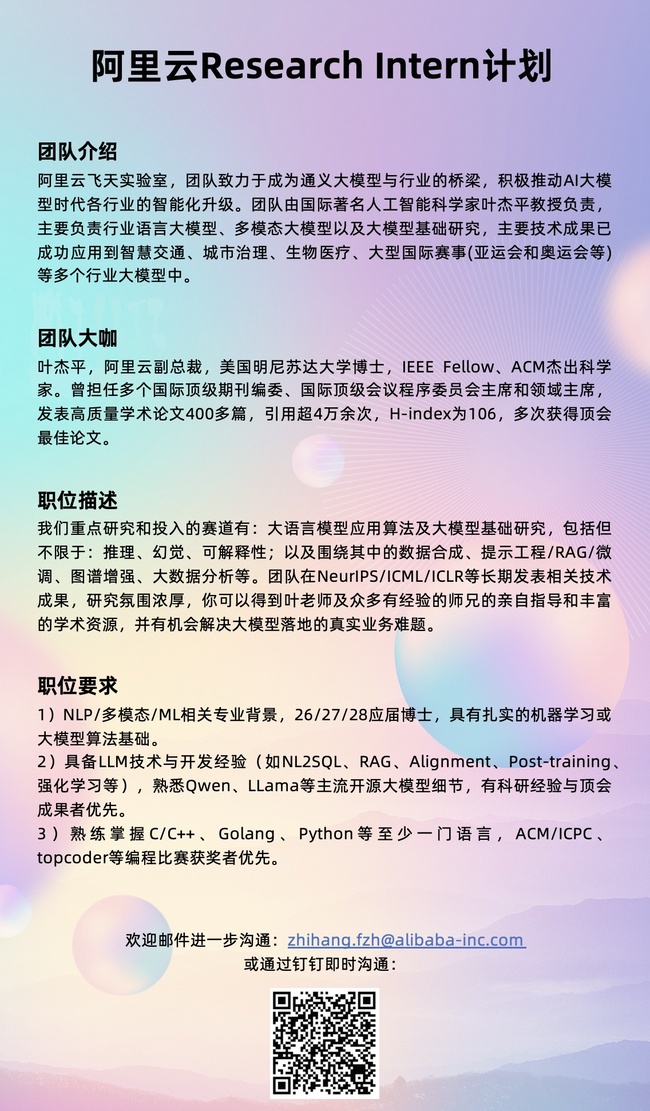 阿里云Research Intern计划
团队介绍
阿里云飞天实验室，团队致力于成为通义大模型与行业的桥梁，积极推动AI大模
型时代各行业的智能化升级。团队由国际著名人工智能科学家叶杰平教授负责，
主要负责行业语言大模型、多模态大模型以及大模型基础研究，主要技术成果已
成功应用到智慧交通、城市治理、生物医疗、大型国际赛事(亚运会和奥运会等)
等多个行业大模型中。
团队大咖
叶杰平，阿里云副总裁，美国明尼苏达大学博士，IEEE Fellow、ACM杰出科学
家。曾担任多个国际顶级期刊编委、国际顶级会议程序委员会主席和领域主席，
发表高质量学术论文400多篇，引用超4万余次，H-index为106，多次获得顶会
最佳论文。
职位描述
我们重点研究和投入的赛道有：大语言模型应用算法及大模型基础研究，包括但
不限于：推理、幻觉、可解释性；以及围绕其中的数据合成、提示工程/RAG/微
调、图谱增强、大数据分析等。团队在NeurIPS/ICML/ICLR等长期发表相关技术
成果，研究氛围浓厚，你可以得到叶老师及众多有经验的师兄的亲自指导和丰富
的学术资源，并有机会解决大模型落地的真实业务难题。
职位要求
1）NLP/多模态/ML相关专业背景，26/27/28应届博士，具有扎实的机器学习或
大模型算法基础。
2）具备LLM技术与开发经验（如NL2SQL、RAG、Alignment、Post-training、
强化学习等），熟悉Qwen、LLama等主流开源大模型细节，有科研经验与顶会
成果者优先。
3）熟练掌握C/C++、Golang、Python等至少一门语言，ACM/ICPC、
topcoder等编程比赛获奖者优先。
欢迎邮件进一步沟通：zhihang.fzh@alibaba-inc.com
或通过钉钉即时沟通：